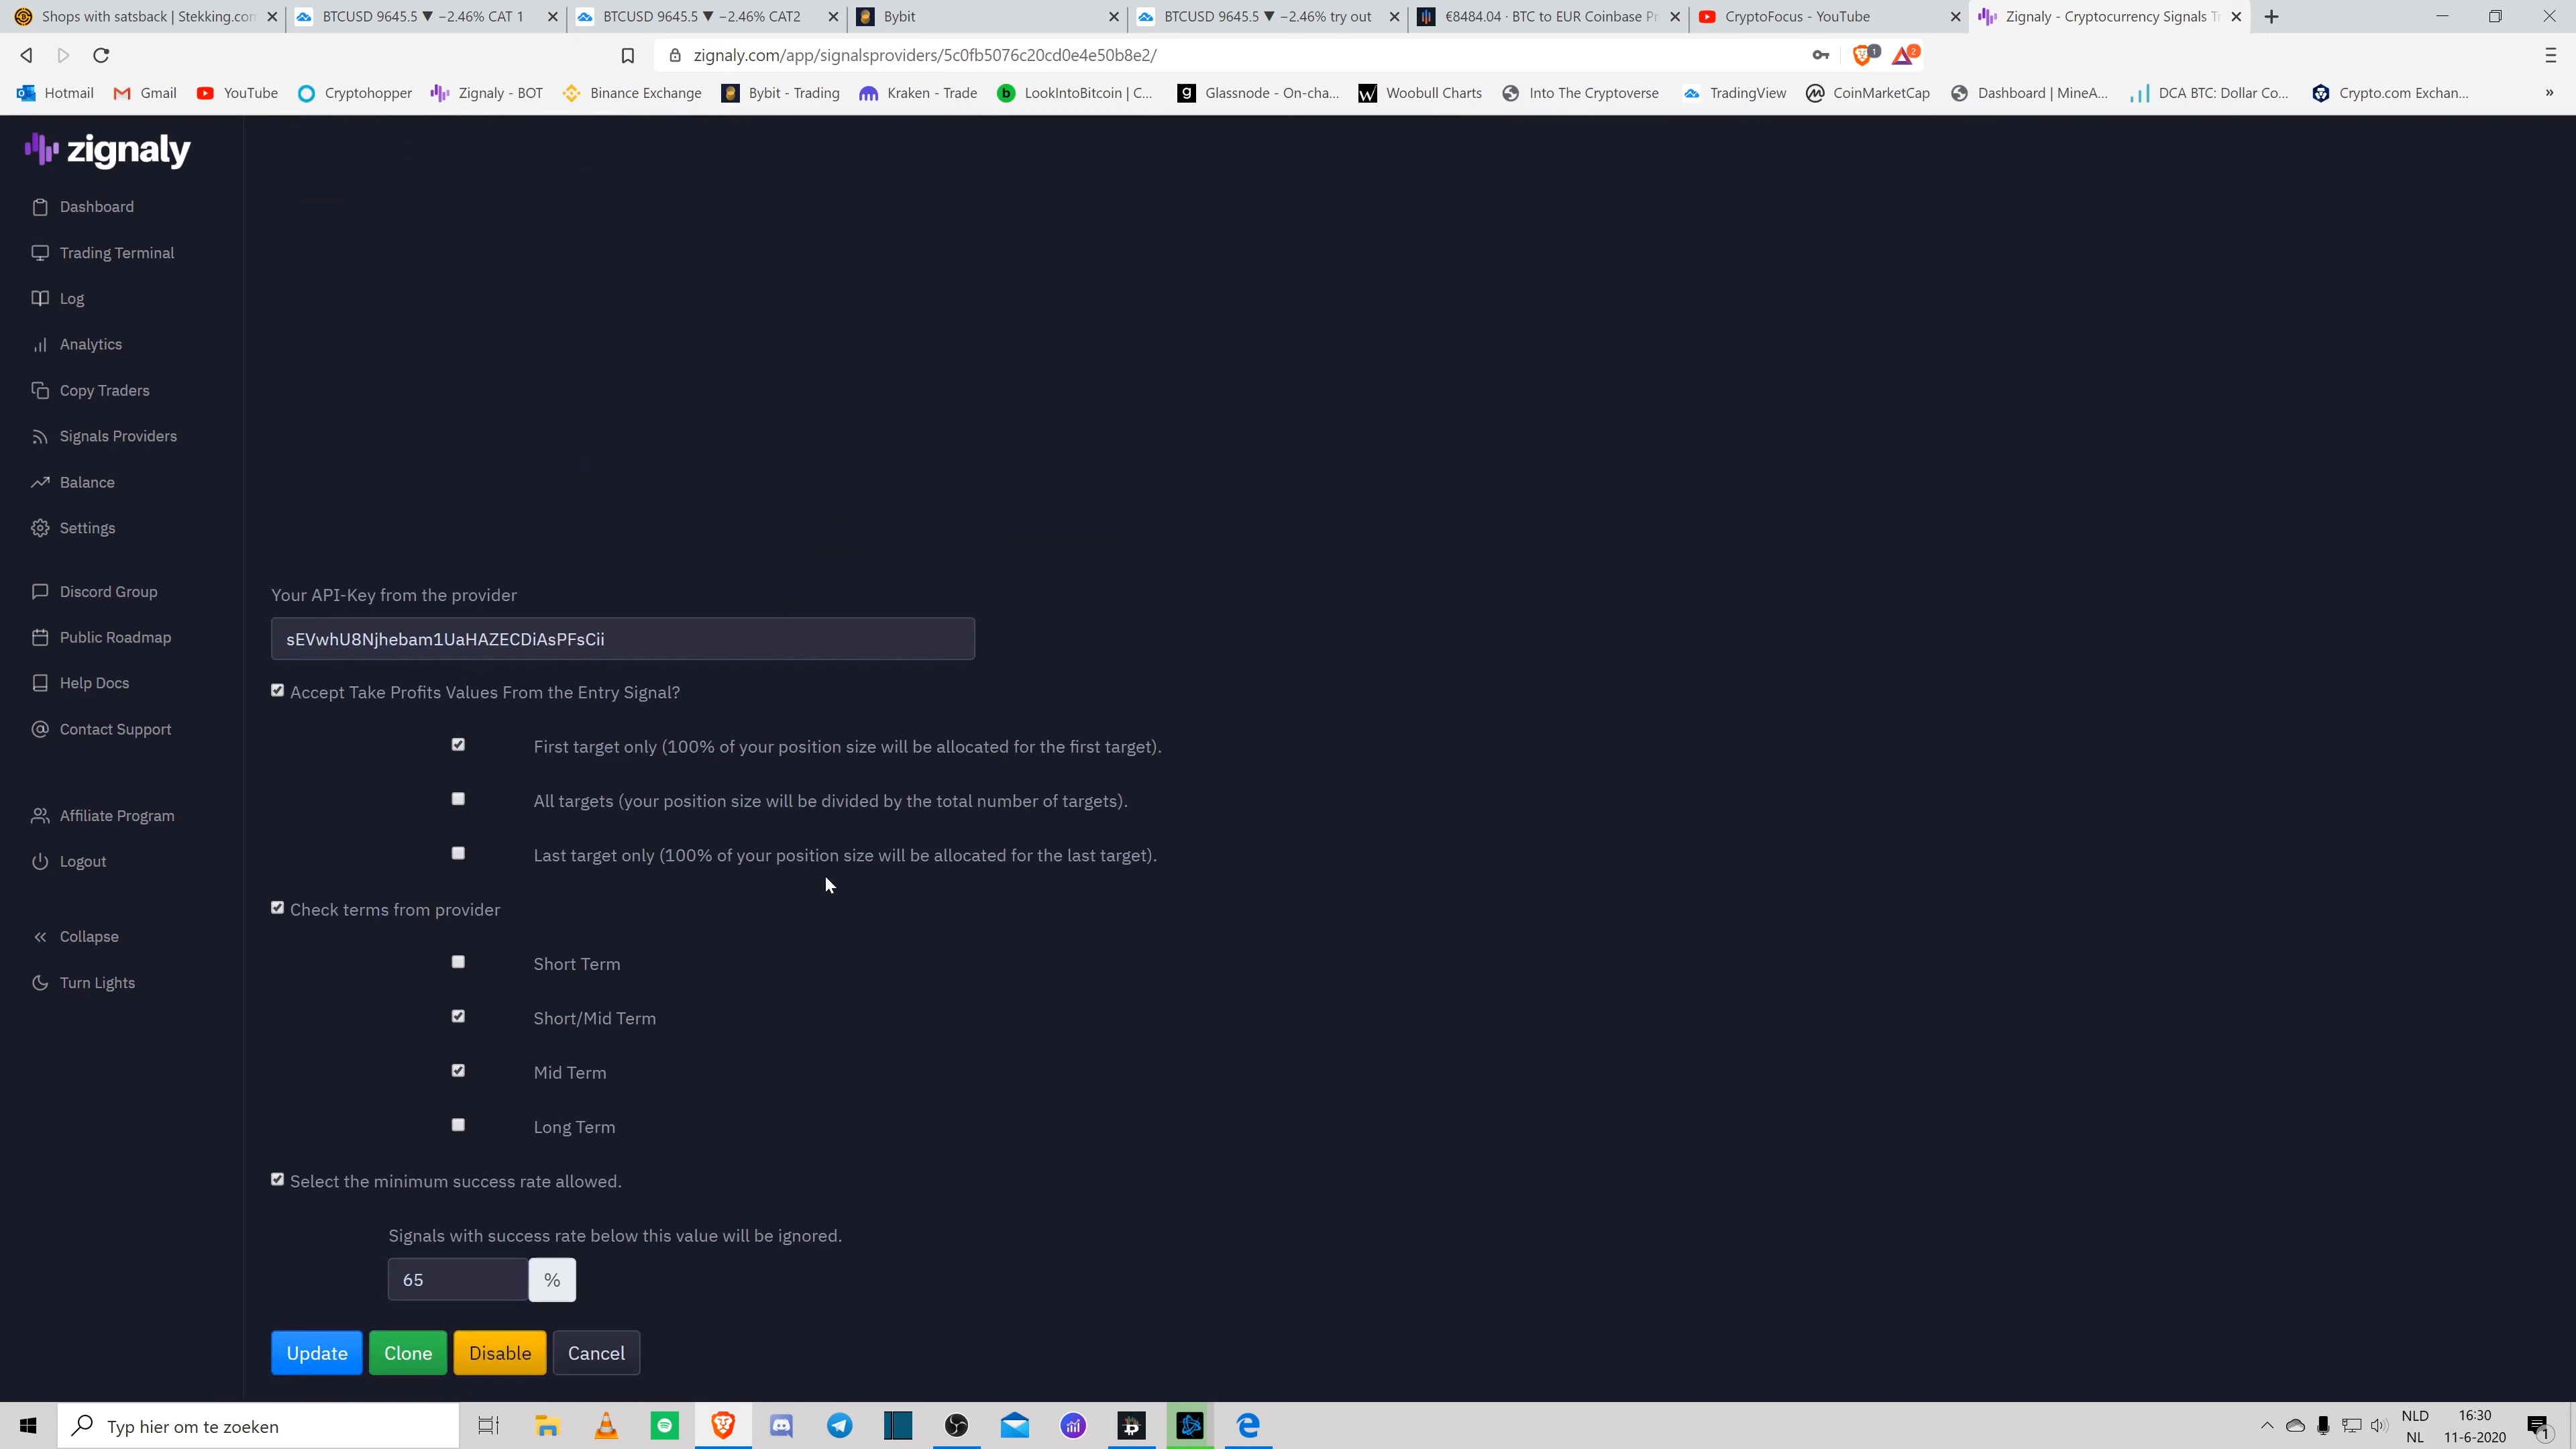 Shops with satsback | Stekking.con
BTCUSD 9645.5 ▼ −2.46% CAT 1
BTCUSD 9645.5 ▼ −2.46% CAT2
Bybit
BTCUSD 9645.5 ▼ −2.46% try out
€8484.04 · BTC to EUR Coinbase Pr
CryptoFocus - YouTube
Zignaly - Cryptocurrency Signals Tr
zignaly.com/app/signalsproviders/5c0fb5076c20cd0e4e50b8e2/
1
2
Hotmail
Gmail
YouTube
Cryptohopper
Zignaly - BOT
Binance Exchange
Bybit - Trading
Kraken - Trade
LookIntoBitcoin | C...
Glassnode - On-cha...
Woobull Charts
Into The Cryptoverse
TradingView
CoinMarketCap
Dashboard | MineA...
DCA BTC: Dollar Co...
Crypto.com Exchan...
»
zignaly
Dashboard
Trading Terminal
Log
Analytics
Copy Traders
Signals Providers
Balance
Settings
Discord Group
Public Roadmap
Help Docs
Contact Support
Affiliate Program
Logout
Collapse
Turn Lights
Your API-Key from the provider
sEVwhU8Njhebam1UaHAZECDiAsPFsCii
Accept Take Profits Values From the Entry Signal?
First target only (100% of your position size will be allocated for the first target).
All targets (your position size will be divided by the total number of targets).
Last target only (100% of your position size will be allocated for the last target).
Check terms from provider
Short Term
Short/Mid Term
Mid Term
Long Term
Select the minimum success rate allowed.
Signals with success rate below this value will be ignored.
65 %
Update Clone Disable Cancel
Typ hier om te zoeken
NLD
NL
16:30
11-6-2020
1